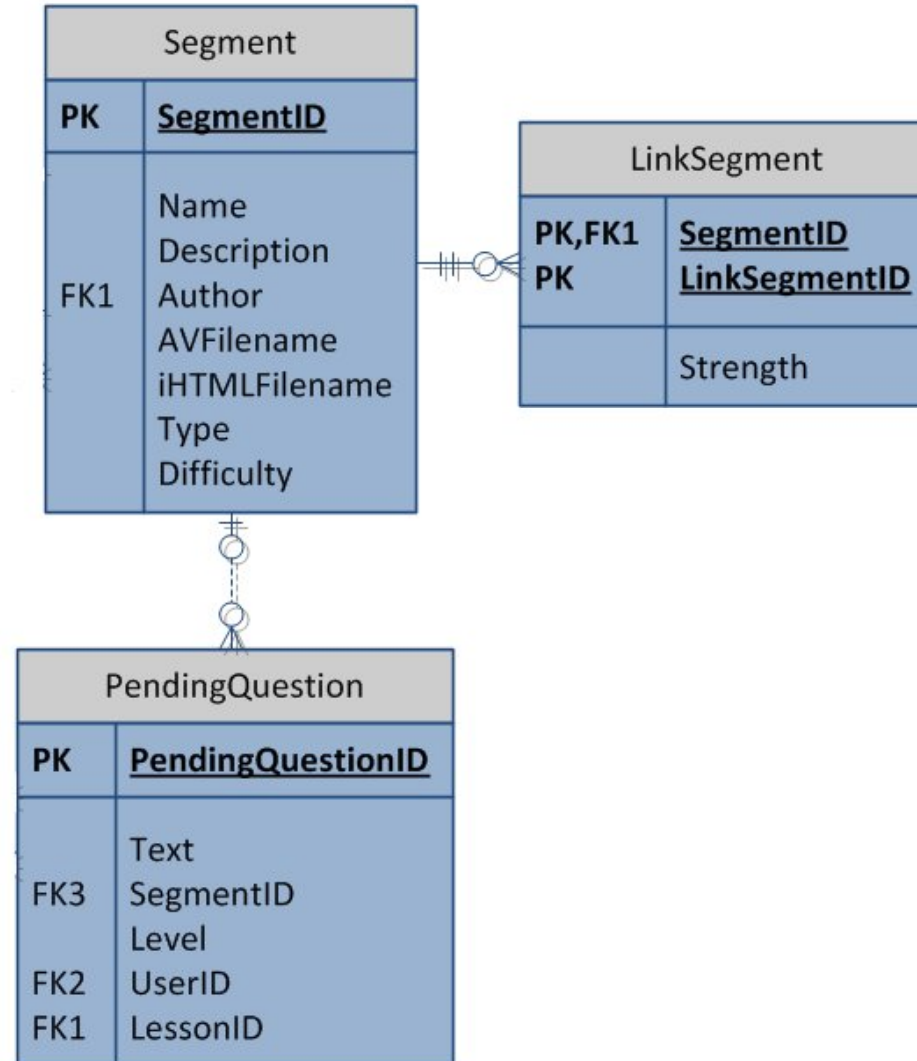 Segment
PK SegmentID
Name
Description
FK1 Author
AVFilename
iHTMLFilename
Type
Difficulty
LinkSegment
PK,FK1 SegmentID
PK LinkSegmentID
Strength
PendingQuestion
PK PendingQuestionID
Text
FK3 SegmentID
Level
FK2 UserID
FK1 LessonID